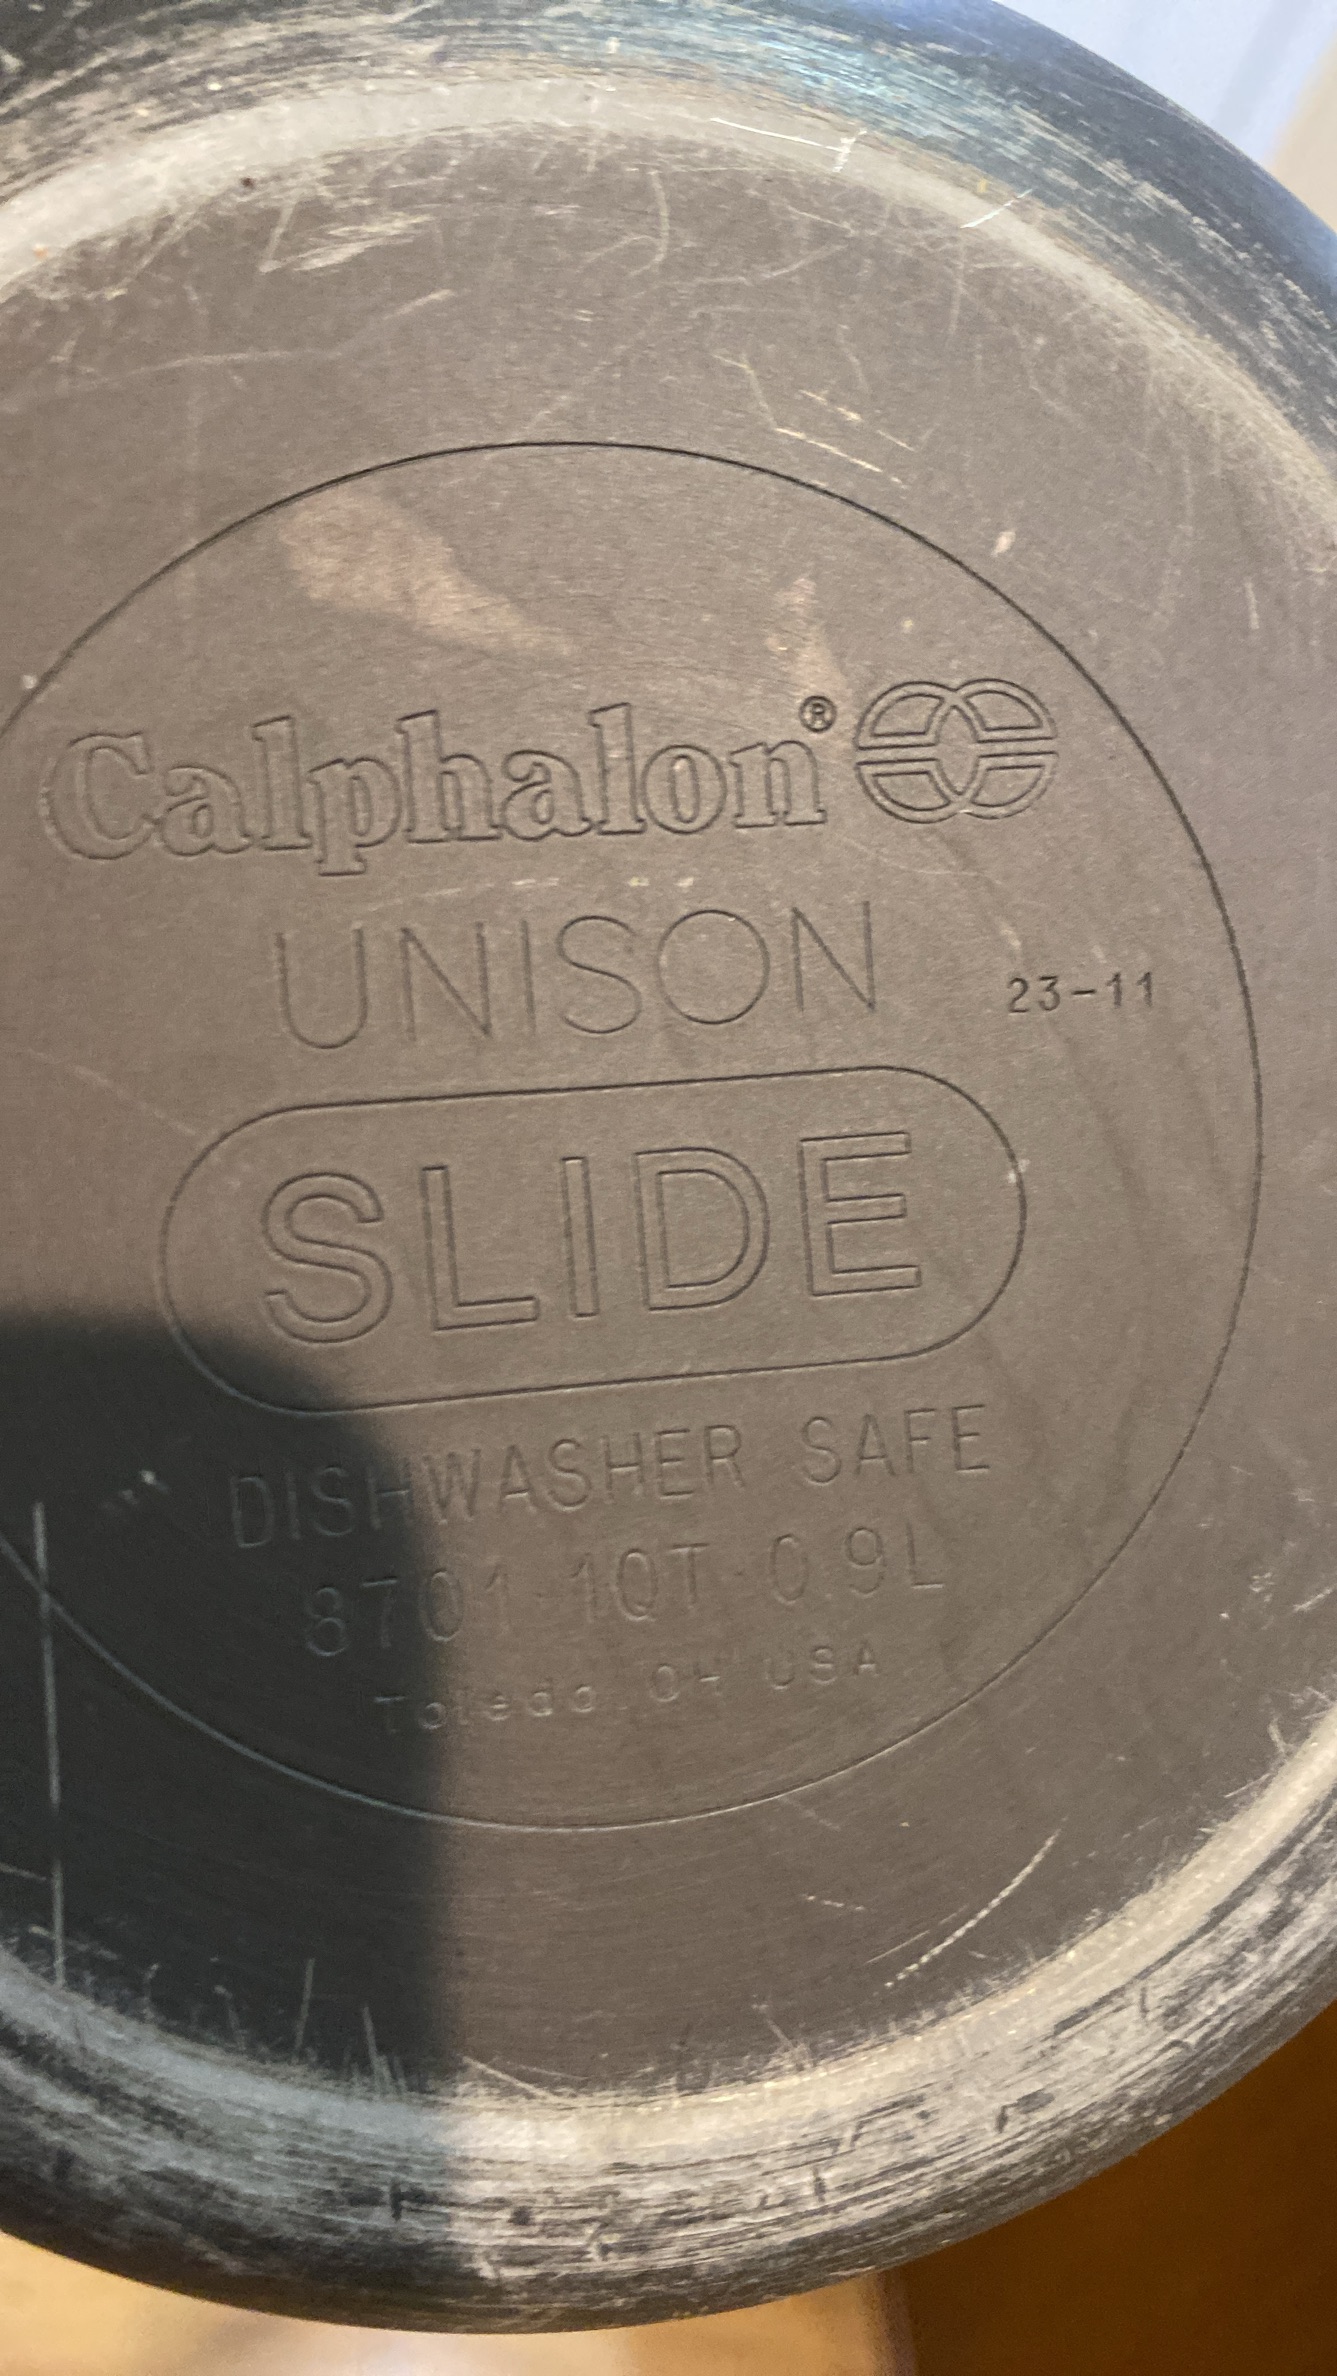 Calphalon®
UNISON
23-11
SLIDE
DISHWASHER SAFE
8701 1QT 0.9L
Toledo, OH USA